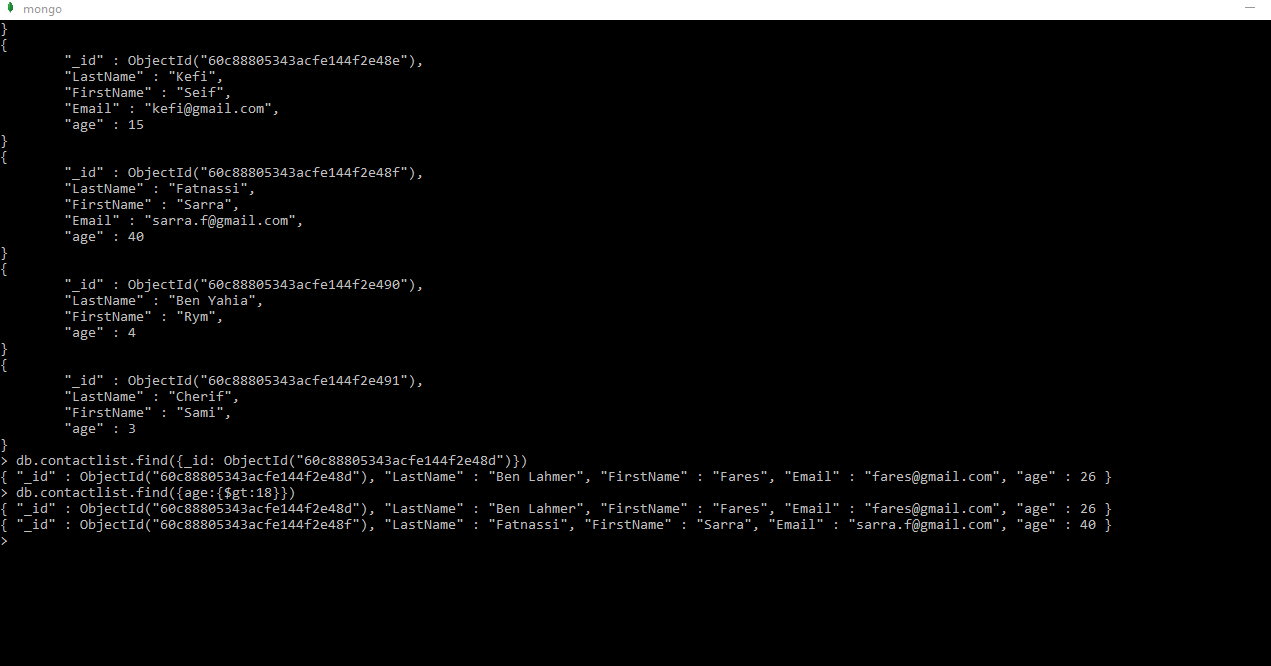 mongo
}
{
        "_id" : ObjectId("60c88805343acfe144f2e48e"),
        "LastName" : "Kefi",
        "FirstName" : "Seif",
        "Email" : "kefi@gmail.com",
        "age" : 15
}
{
        "_id" : ObjectId("60c88805343acfe144f2e48f"),
        "LastName" : "Fatnassi",
        "FirstName" : "Sarra",
        "Email" : "sarra.f@gmail.com",
        "age" : 40
}
{
        "_id" : ObjectId("60c88805343acfe144f2e490"),
        "LastName" : "Ben Yahia",
        "FirstName" : "Rym",
        "age" : 4
}
{
        "_id" : ObjectId("60c88805343acfe144f2e491"),
        "LastName" : "Cherif",
        "FirstName" : "Sami",
        "age" : 3
}
> db.contactlist.find({_id: ObjectId("60c88805343acfe144f2e48d")})
{ "_id" : ObjectId("60c88805343acfe144f2e48d"), "LastName" : "Ben Lahmer", "FirstName" : "Fares", "Email" : "fares@gmail.com", "age" : 26 }
> db.contactlist.find({age:{$gt:18}})
{ "_id" : ObjectId("60c88805343acfe144f2e48d"), "LastName" : "Ben Lahmer", "FirstName" : "Fares", "Email" : "fares@gmail.com", "age" : 26 }
{ "_id" : ObjectId("60c88805343acfe144f2e48f"), "LastName" : "Fatnassi", "FirstName" : "Sarra", "Email" : "sarra.f@gmail.com", "age" : 40 }
>